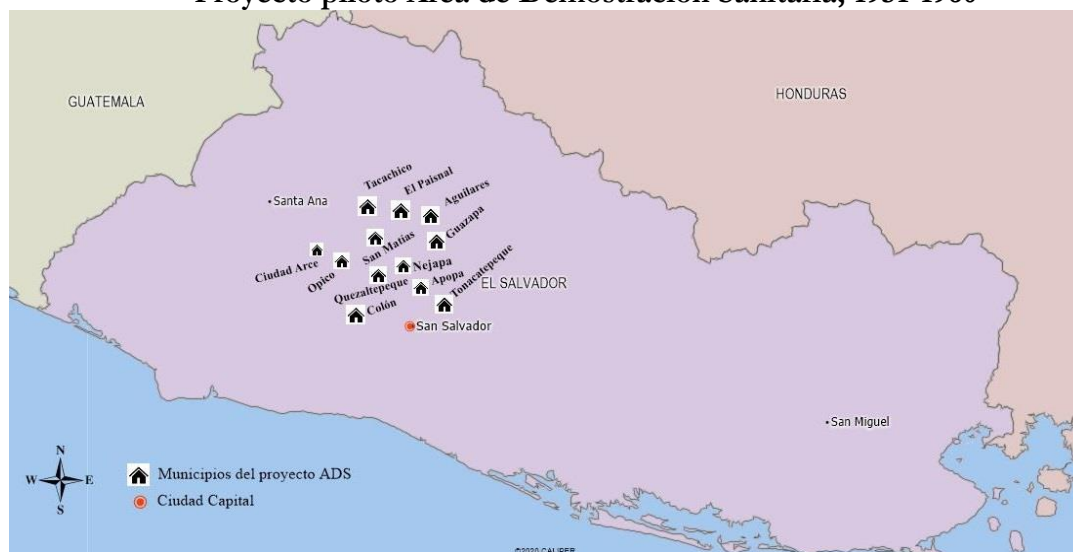 Proyecto piloto Área de Demostración Sanitaria, 1951-1960
GUATEMALA
HONDURAS
Tacachico
El Paisnal
Aguilares
Santa Ana
Guazapa
San Matías
Ciudad Arce
Opico
Nejapa
Tonacatepeque
Quezaltepeque
Apopa
EL SALVADOR
Colón
San Salvador
San Miguel
N
W
E
S
Municipios del proyecto ADS
Ciudad Capital
©2020 CALIPER